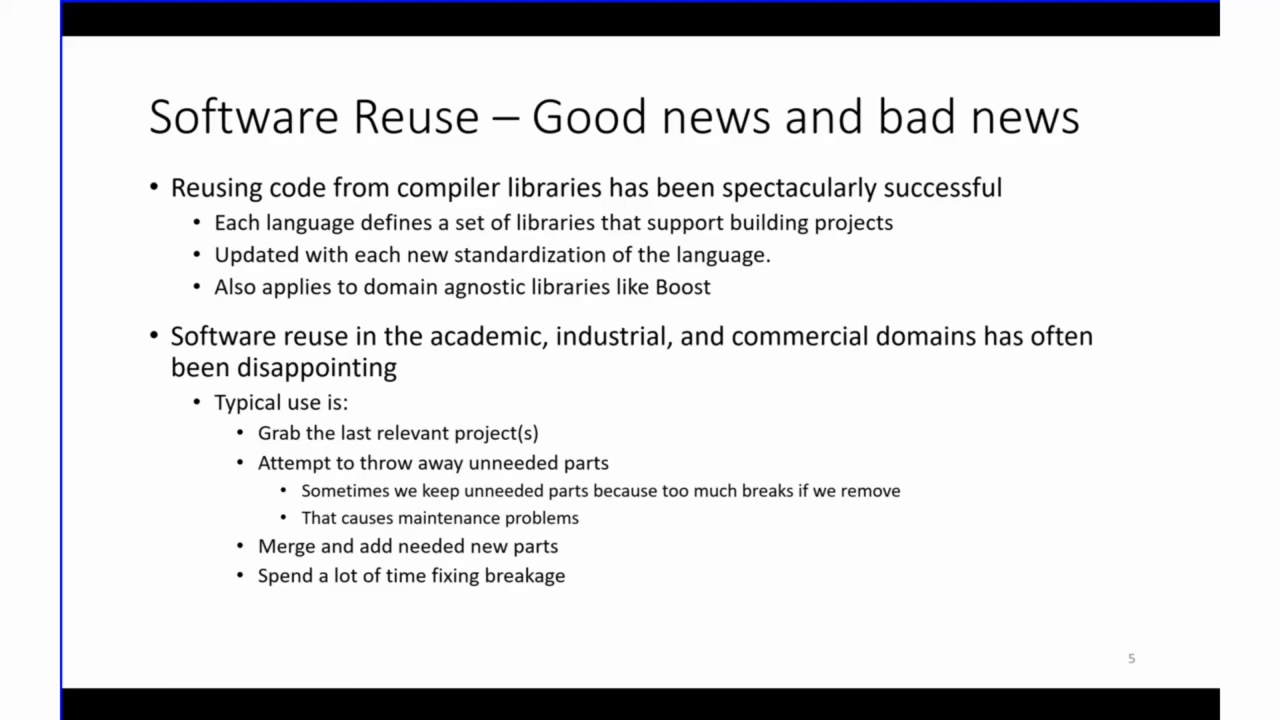 Software Reuse – Good news and bad news
• Reusing code from compiler libraries has been spectacularly successful
• Each language defines a set of libraries that support building projects
• Updated with each new standardization of the language.
• Also applies to domain agnostic libraries like Boost
• Software reuse in the academic, industrial, and commercial domains has often
been disappointing
• Typical use is:
• Grab the last relevant project(s)
• Attempt to throw away unneeded parts
• Sometimes we keep unneeded parts because too much breaks if we remove
• That causes maintenance problems
• Merge and add needed new parts
• Spend a lot of time fixing breakage
5